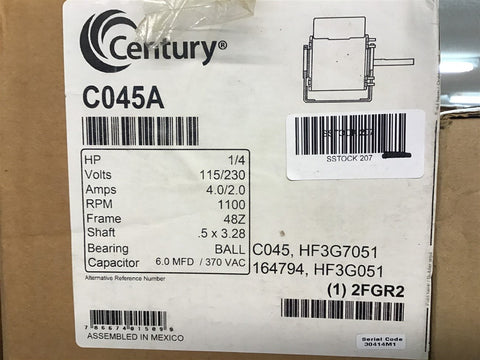 Century®
C045A
SSTOCK 207
SSTOCK 207
HP 1/4
Volts 115/230
Amps 4.0/2.0
RPM 1100
Frame 48Z
Shaft .5 x 3.28
Bearing BALL
Capacitor 6.0 MFD / 370 VAC
C045, HF3G7051
164794, HF3G051
Alternative Reference Number
(1) 2FGR2
ASSEMBLED IN MEXICO
Serial Code
30414M1